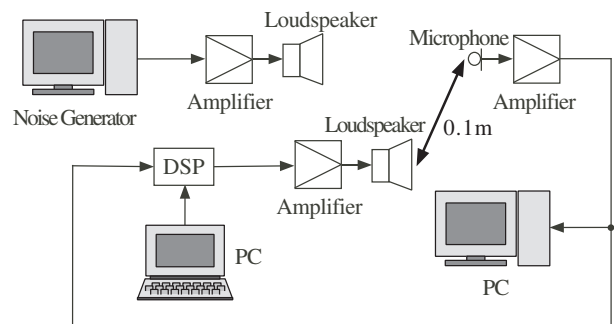 Loudspeaker
Microphone
Amplifier
Amplifier
Noise Generator
Loudspeaker
0.1m
DSP
Amplifier
PC
PC